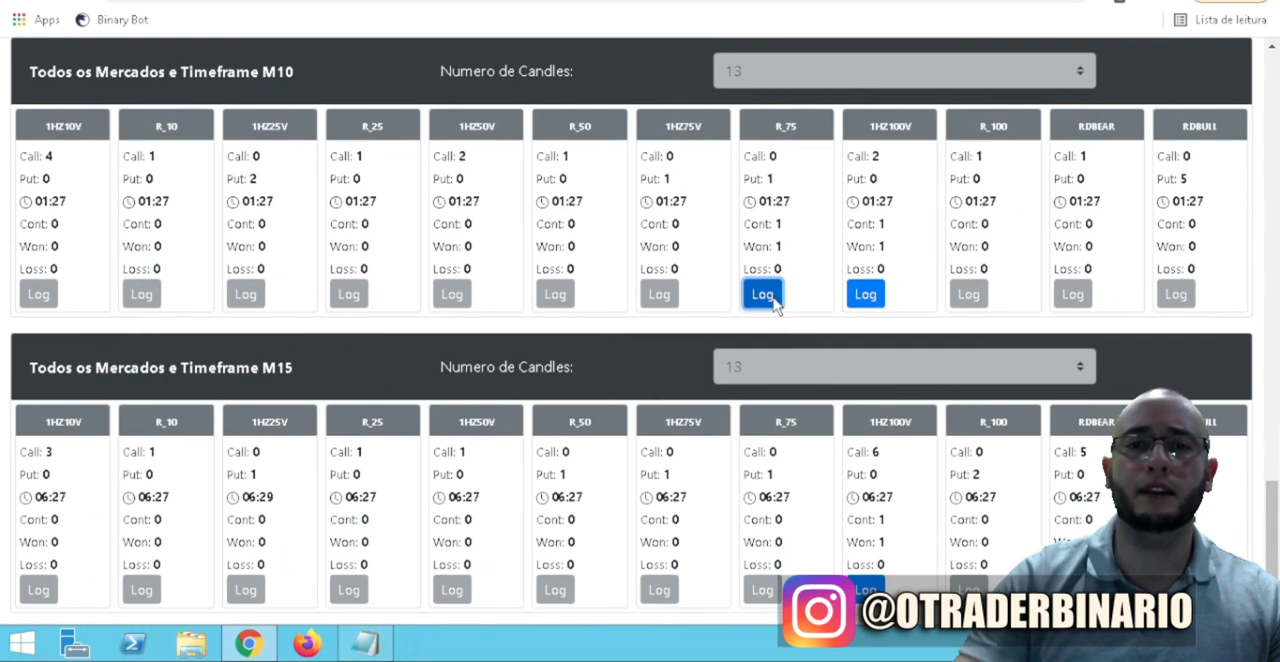 Apps Binary Bot Lista de leitura
Todos os Mercados e Timeframe M10 Numero de Candles: 13
1HZ10V R_10 1HZ25V R_25 1HZ50V R_50 1HZ75V R_75 1HZ100V R_100 RDBEAR RDBULL
Call: 4 Call: 1 Call: 0 Call: 1 Call: 2 Call: 1 Call: 0 Call: 0 Call: 2 Call: 1 Call: 1 Call: 0
Put: 0 Put: 0 Put: 2 Put: 0 Put: 0 Put: 0 Put: 1 Put: 1 Put: 0 Put: 0 Put: 0 Put: 5
01:27 01:27 01:27 01:27 01:27 01:27 01:27 01:27 01:27 01:27 01:27 01:27
Cont: 0 Cont: 0 Cont: 0 Cont: 0 Cont: 0 Cont: 0 Cont: 0 Cont: 1 Cont: 1 Cont: 0 Cont: 0 Cont: 0
Won: 0 Won: 0 Won: 0 Won: 0 Won: 0 Won: 0 Won: 0 Won: 1 Won: 1 Won: 0 Won: 0 Won: 0
Loss: 0 Loss: 0 Loss: 0 Loss: 0 Loss: 0 Loss: 0 Loss: 0 Loss: 0 Loss: 0 Loss: 0 Loss: 0 Loss: 0
Log Log Log Log Log Log Log Log Log Log Log Log
Todos os Mercados e Timeframe M15 Numero de Candles: 13
1HZ10V R_10 1HZ25V R_25 1HZ50V R_50 1HZ75V R_75 1HZ100V R_100 RDBEAR
Call: 3 Call: 1 Call: 0 Call: 1 Call: 1 Call: 0 Call: 0 Call: 0 Call: 6 Call: 0 Call: 5
Put: 0 Put: 0 Put: 1 Put: 0 Put: 0 Put: 1 Put: 1 Put: 1 Put: 0 Put: 2 Put: 0
06:27 06:27 06:29 06:27 06:27 06:27 06:27 06:27 06:27 06:27 06:27
Cont: 0 Cont: 0 Cont: 0 Cont: 0 Cont: 0 Cont: 0 Cont: 0 Cont: 0 Cont: 1 Cont: 0 Cont: 0
Won: 0 Won: 0 Won: 0 Won: 0 Won: 0 Won: 0 Won: 0 Won: 0 Won: 1 Won: 0
Loss: 0 Loss: 0 Loss: 0 Loss: 0 Loss: 0 Loss: 0 Loss: 0 Loss: 0 Loss: 0 Loss: 0
Log Log Log Log Log Log Log Log Log Log
@OTRADERBINARIO